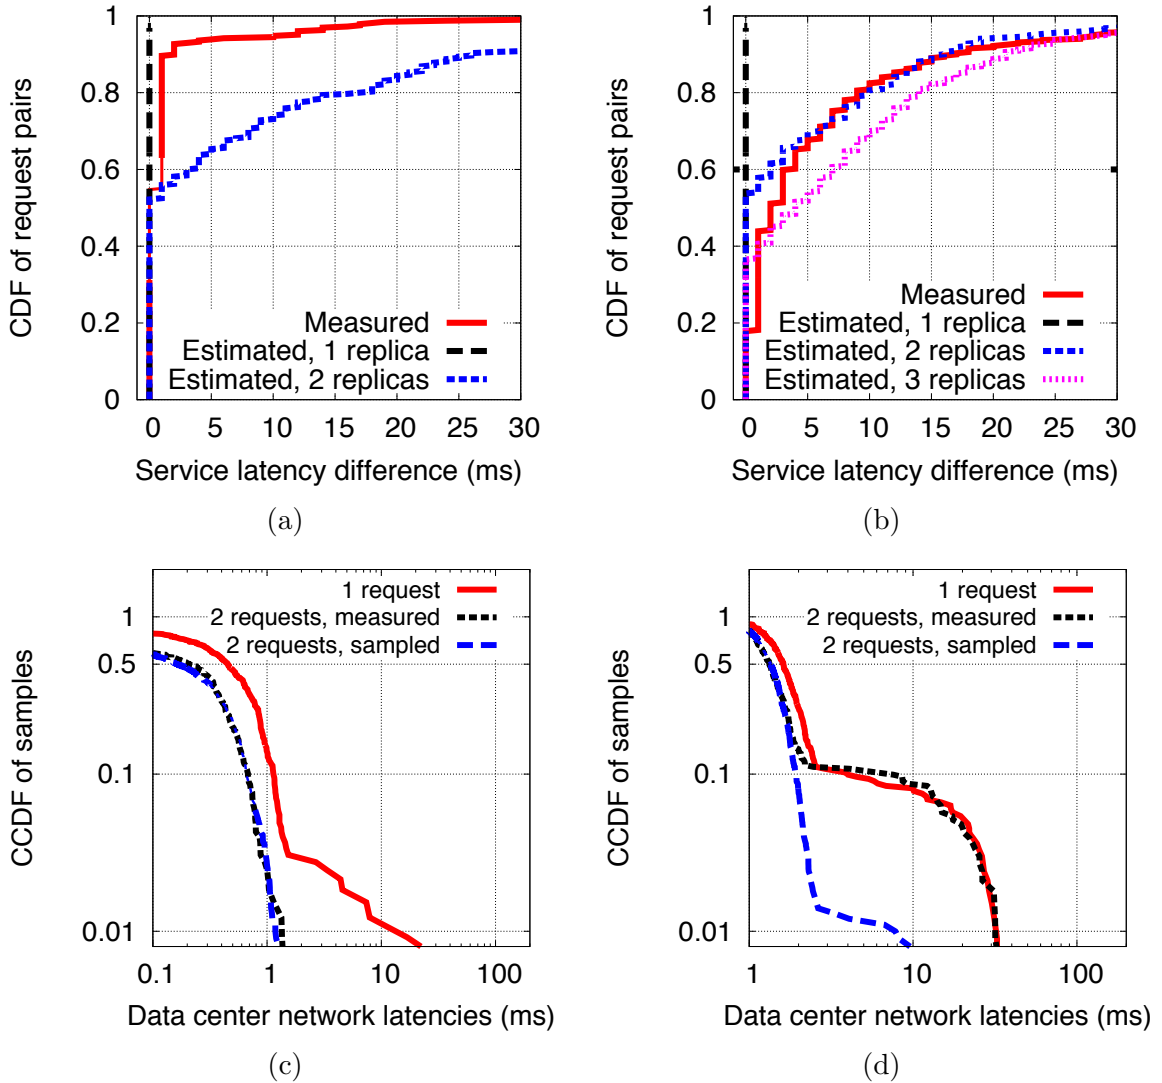 1
0.8
0.6
0.4
0.2
0
CDF of request pairs
Measured
Estimated, 1 replica
Estimated, 2 replicas
0 5 10 15 20 25 30
Service latency difference (ms)
(a)
1
0.8
0.6
0.4
0.2
0
CDF of request pairs
Measured
Estimated, 1 replica
Estimated, 2 replicas
Estimated, 3 replicas
0 5 10 15 20 25 30
Service latency difference (ms)
(b)
1
0.5
0.1
0.01
CCDF of samples
1 request
2 requests, measured
2 requests, sampled
0.1 1 10 100
Data center network latencies (ms)
(c)
1
0.5
0.1
0.01
CCDF of samples
1 request
2 requests, measured
2 requests, sampled
1 10 100
Data center network latencies (ms)
(d)